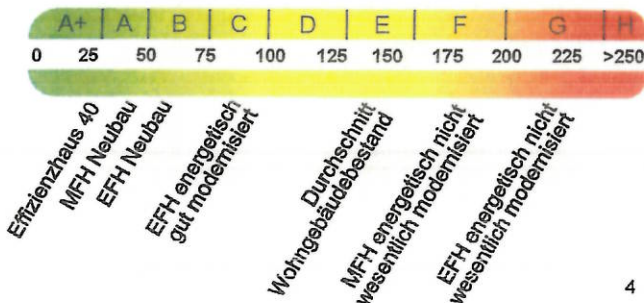 A+ A B C D E F G H
0 25 50 75 100 125 150 175 200 225 >250
Effizienzhaus 40
MFH Neubau
EFH Neubau
EFH energetisch
gut modernisiert
Durchschnitt
Wohngebäudebestand
MFH energetisch nicht
wesentlich modernisiert
EFH energetisch nicht
wesentlich modernisiert
4